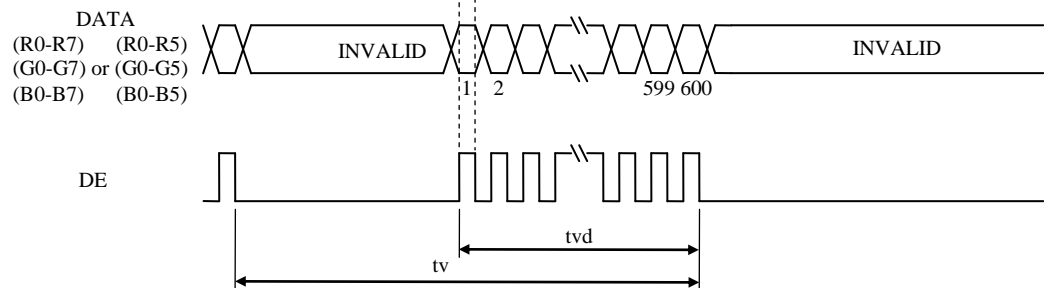 DATA
(R0-R7) (R0-R5)
(G0-G7) or (G0-G5)
(B0-B7) (B0-B5)
INVALID
INVALID
1 2 599 600
DE
tvd
tv